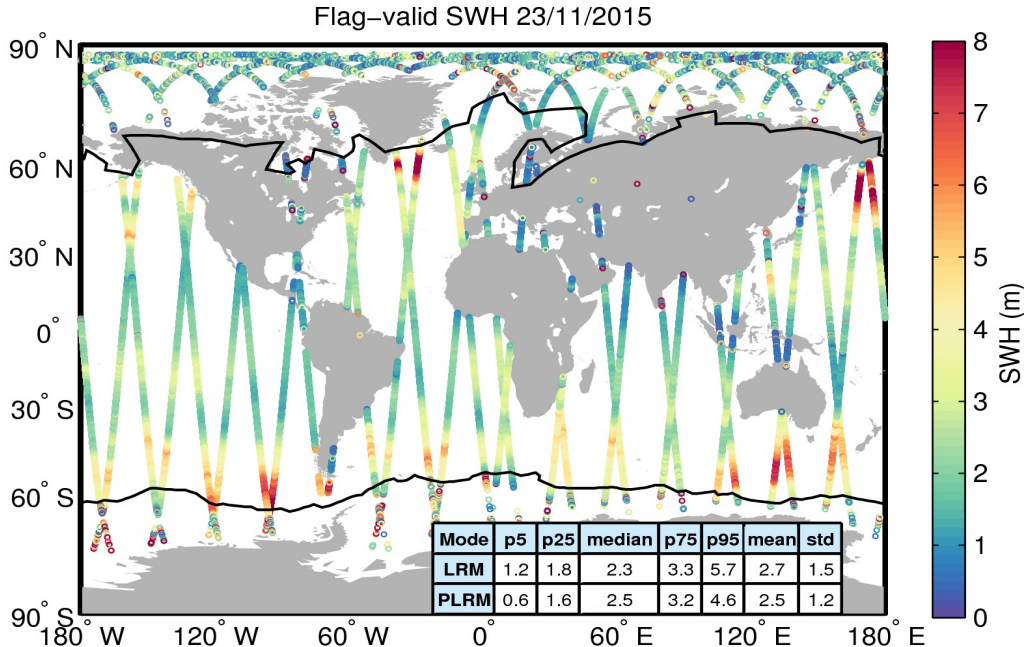 Flag−valid SWH 23/11/2015
90° N
60° N
30° N
0°
30° S
60° S
90° S
180° W
120° W
60° W
0°
60° E
120° E
180° E
8
7
6
5
4
3
2
1
0
SWH (m)
Mode p5 p25 median p75 p95 mean std
LRM 1.2 1.8 2.3 3.3 5.7 2.7 1.5
PLRM 0.6 1.6 2.5 3.2 4.6 2.5 1.2